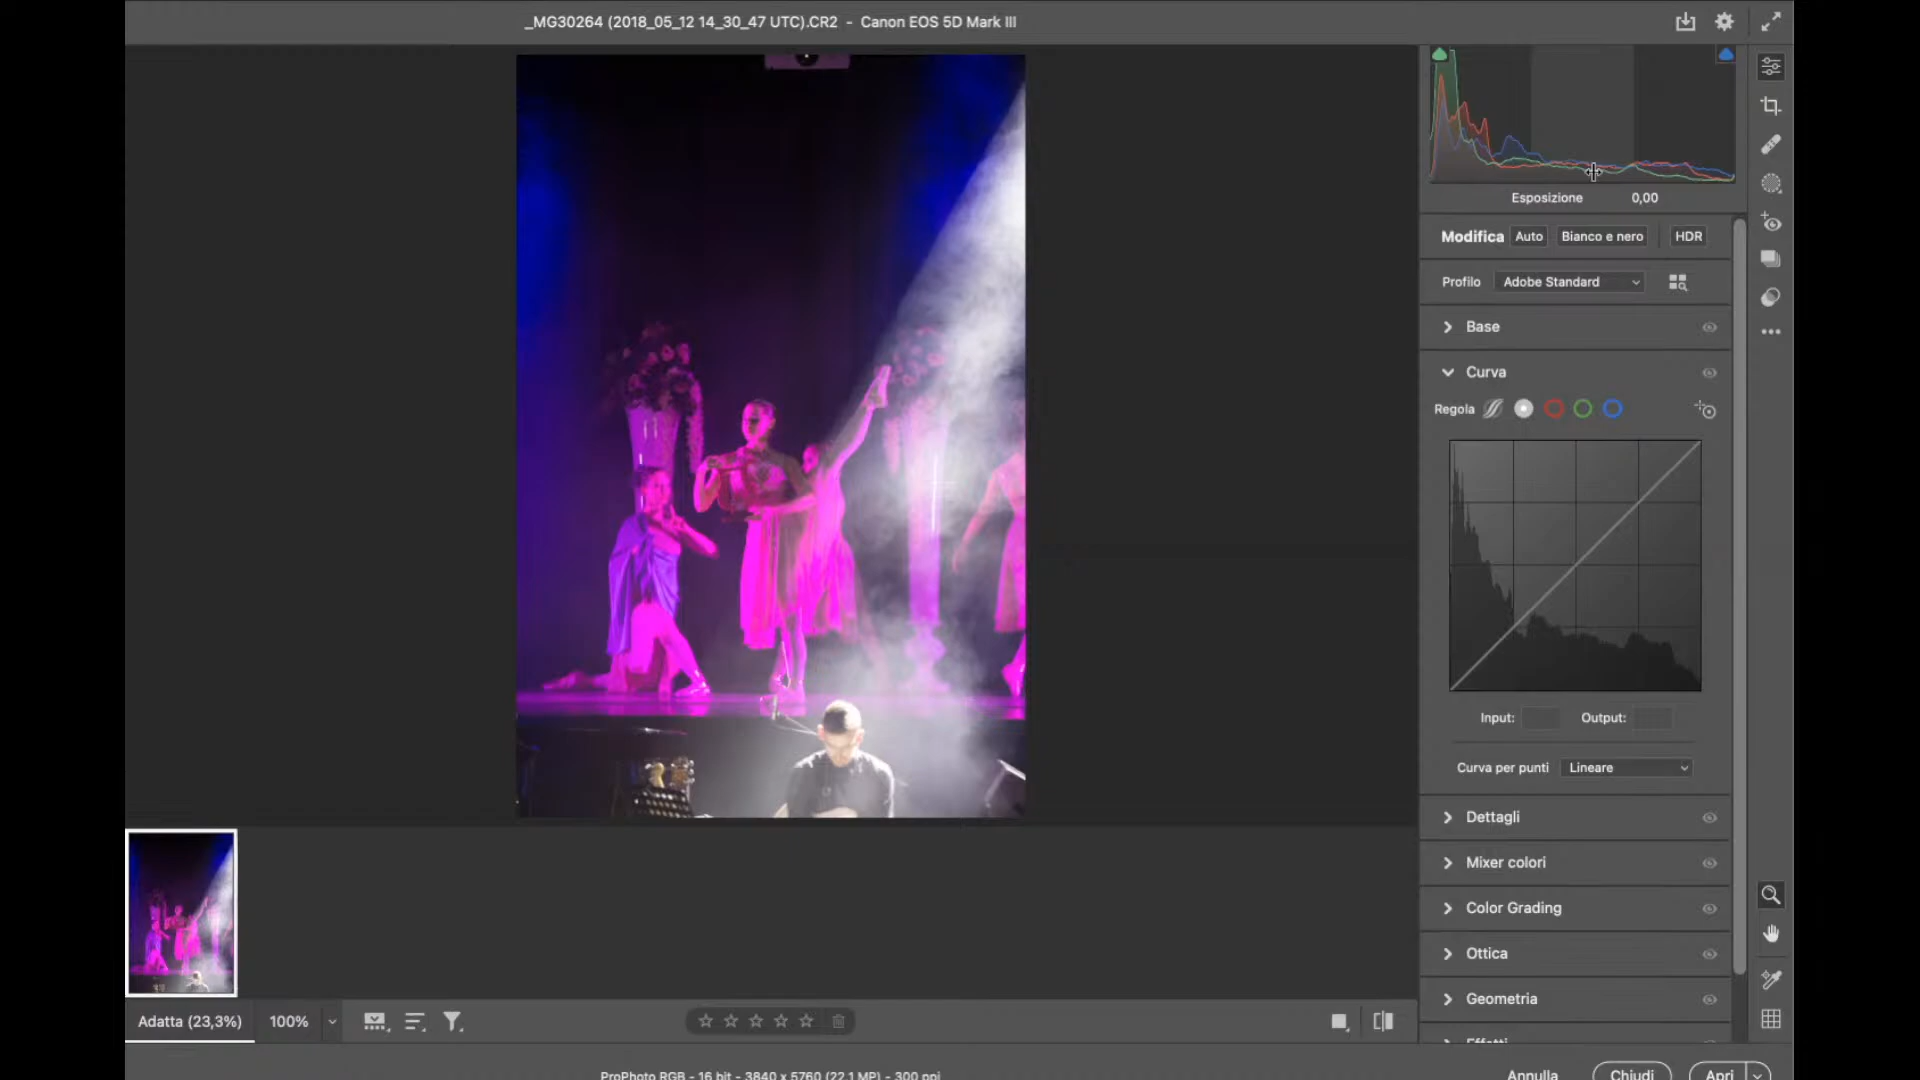 _MG30264 (2018_05_12 14_30_47 UTC).CR2 - Canon EOS 5D Mark III
Esposizione 0,00
Modifica Auto Bianco e nero HDR
Profilo Adobe Standard
Base
Curva
Regola
Input: Output:
Curva per punti Lineare
Dettagli
Mixer colori
Color Grading
Ottica
Geometria
Effetti
Adatta (23,3%) 100%
ProPhoto RGB - 16 bit - 3840 x 5760 (22,1 MP) - 300 ppi
Annulla Chiudi Apri